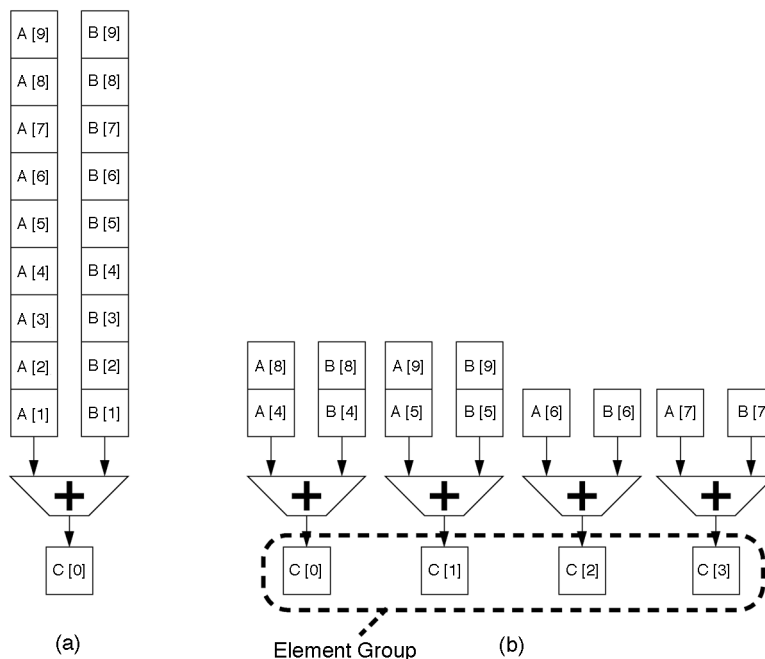 A [9] B [9]
A [8] B [8]
A [7] B [7]
A [6] B [6]
A [5] B [5]
A [4] B [4]
A [3] B [3]
A [2] B [2]
A [1] B [1]
+
C [0]
(a)
A [8] B [8] A [9] B [9]
A [4] B [4] A [5] B [5] A [6] B [6] A [7] B [7
+ + + +
C [0] C [1] C [2] C [3]
Element Group
(b)